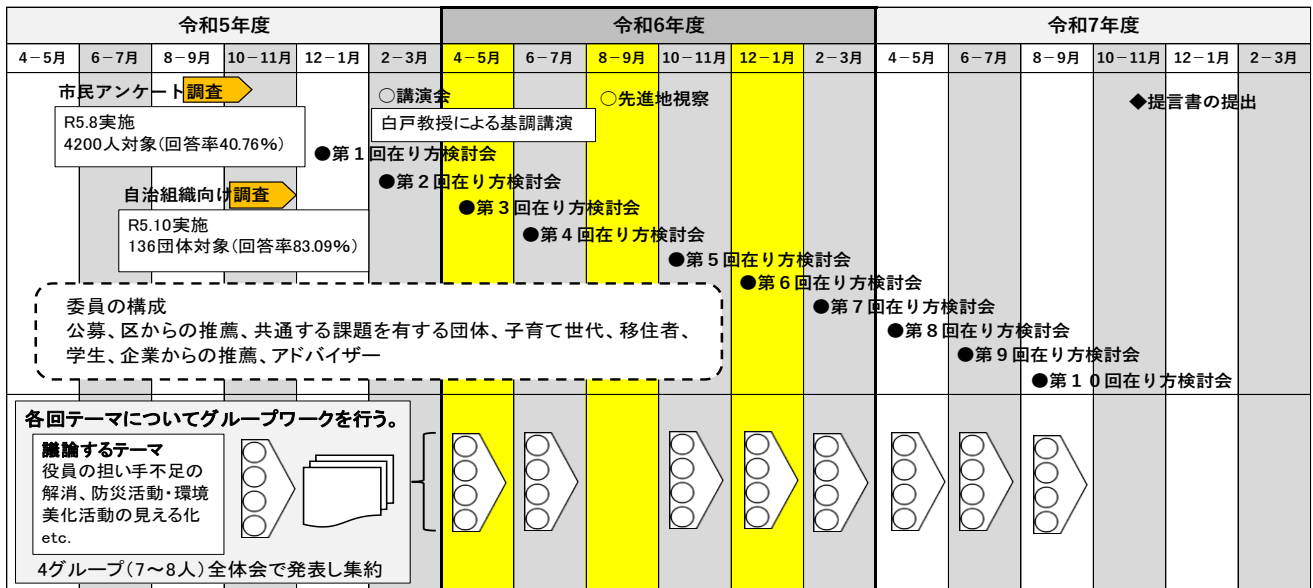 令和5年度
令和6年度
令和7年度
4－5月 6－7月 8－9月 10－11月 12－1月 2－3月 4－5月 6－7月 8－9月 10－11月 12－1月 2－3月 4－5月 6－7月 8－9月 10－11月 12－1月 2－3月
市民アンケート調査
R5.8実施
4200人対象(回答率40.76%)
○講演会
白戸教授による基調講演
○先進地視察
◆提言書の提出
●第１回在り方検討会
●第２回在り方検討会
自治組織向け調査
R5.10実施
136団体対象(回答率83.09%)
●第３回在り方検討会
●第４回在り方検討会
●第５回在り方検討会
●第６回在り方検討会
●第７回在り方検討会
●第８回在り方検討会
●第９回在り方検討会
●第１０回在り方検討会
委員の構成
公募、区からの推薦、共通する課題を有する団体、子育て世代、移住者、
学生、企業からの推薦、アドバイザー
各回テーマについてグループワークを行う。
議論するテーマ
役員の担い手不足の
解消、防災活動・環境
美化活動の見える化
etc.
4グループ(7～8人)全体会で発表し集約